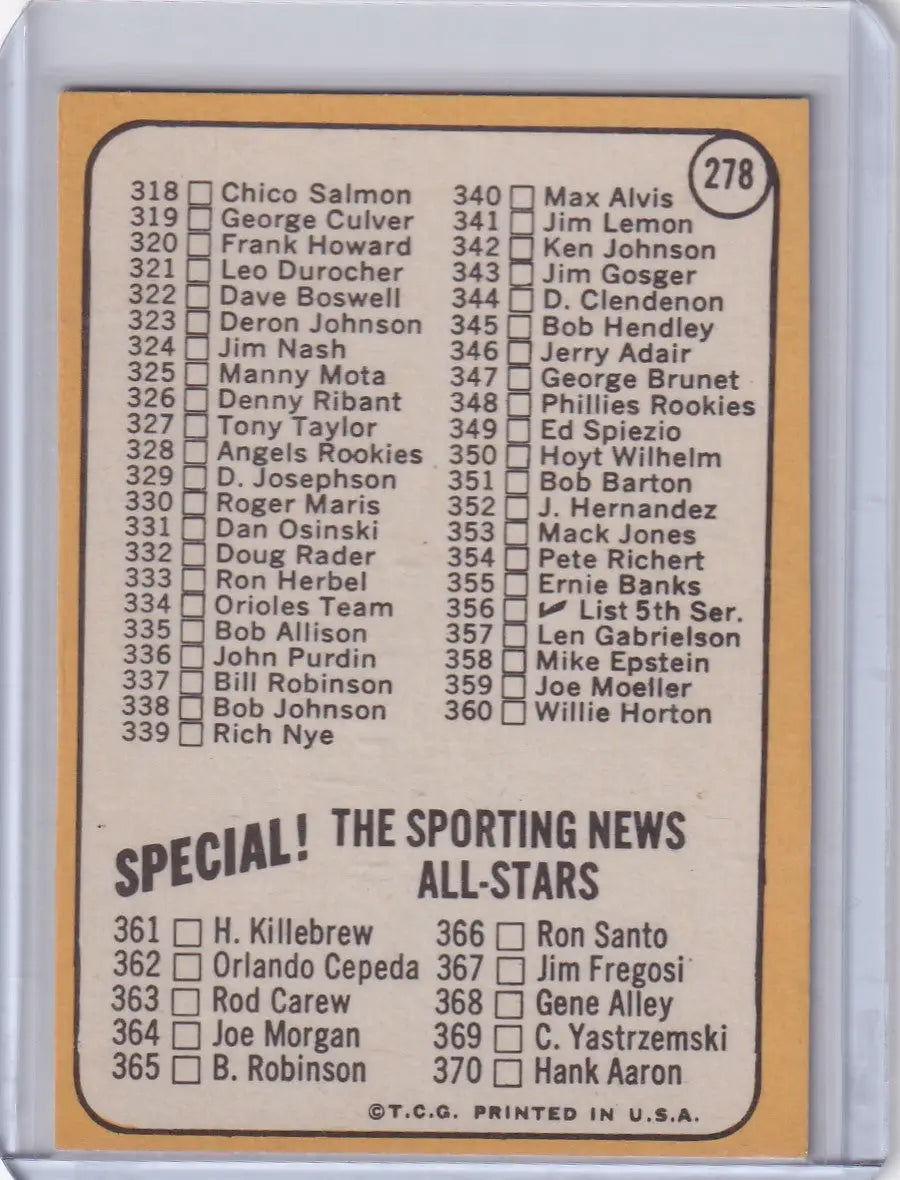 278
318 Chico Salmon
319 George Culver
320 Frank Howard
321 Leo Durocher
322 Dave Boswell
323 Deron Johnson
324 Jim Nash
325 Manny Mota
326 Denny Ribant
327 Tony Taylor
328 Angels Rookies
329 D. Josephson
330 Roger Maris
331 Dan Osinski
332 Doug Rader
333 Ron Herbel
334 Orioles Team
335 Bob Allison
336 John Purdin
337 Bill Robinson
338 Bob Johnson
339 Rich Nye
340 Max Alvis
341 Jim Lemon
342 Ken Johnson
343 Jim Gosger
344 D. Clendenon
345 Bob Hendley
346 Jerry Adair
347 George Brunet
348 Phillies Rookies
349 Ed Spiezio
350 Hoyt Wilhelm
351 Bob Barton
352 J. Hernandez
353 Mack Jones
354 Pete Richert
355 Ernie Banks
356 ✔ List 5th Ser.
357 Len Gabrielson
358 Mike Epstein
359 Joe Moeller
360 Willie Horton
SPECIAL! THE SPORTING NEWS
ALL-STARS
361 H. Killebrew
362 Orlando Cepeda
363 Rod Carew
364 Joe Morgan
365 B. Robinson
366 Ron Santo
367 Jim Fregosi
368 Gene Alley
369 C. Yastrzemski
370 Hank Aaron
©T.C.G. PRINTED IN U.S.A.